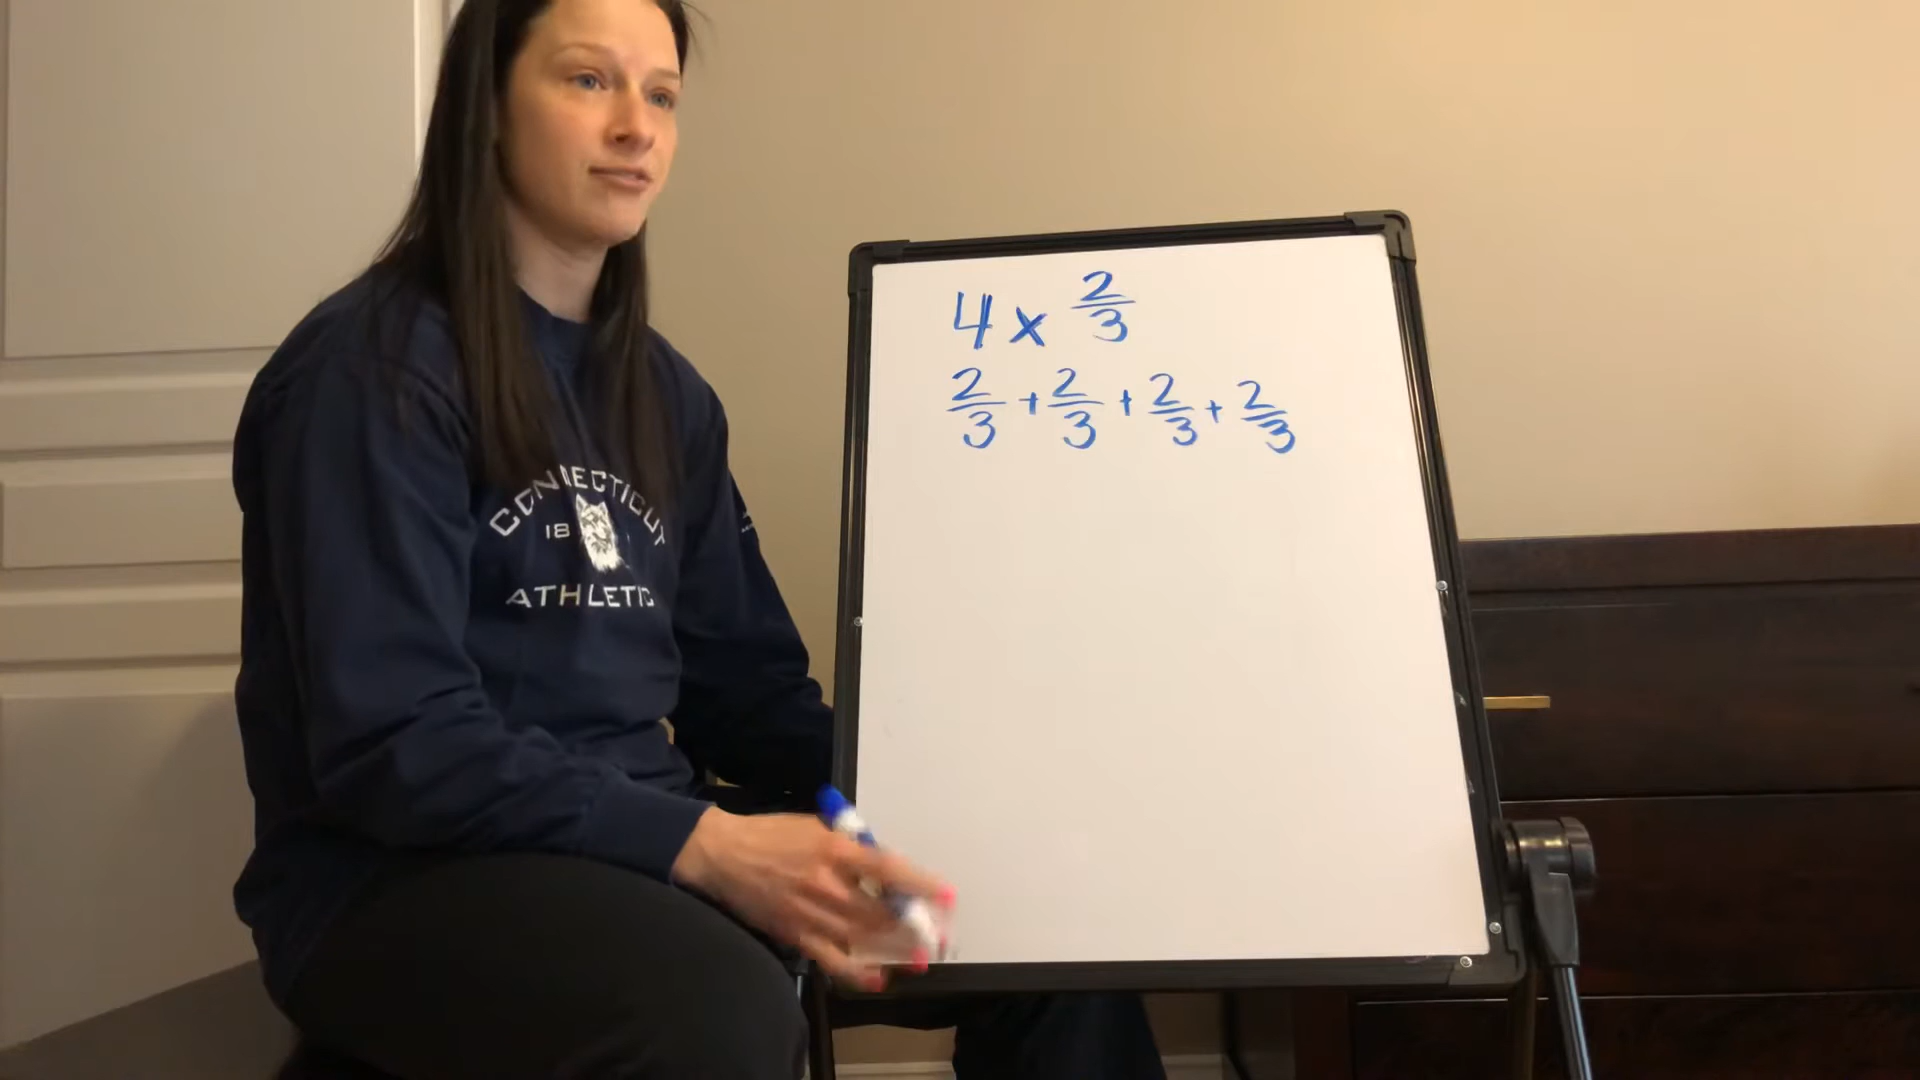 4 x 2/3
2/3 + 2/3 + 2/3 + 2/3
CONNECTICUT
18
ATHLETIC